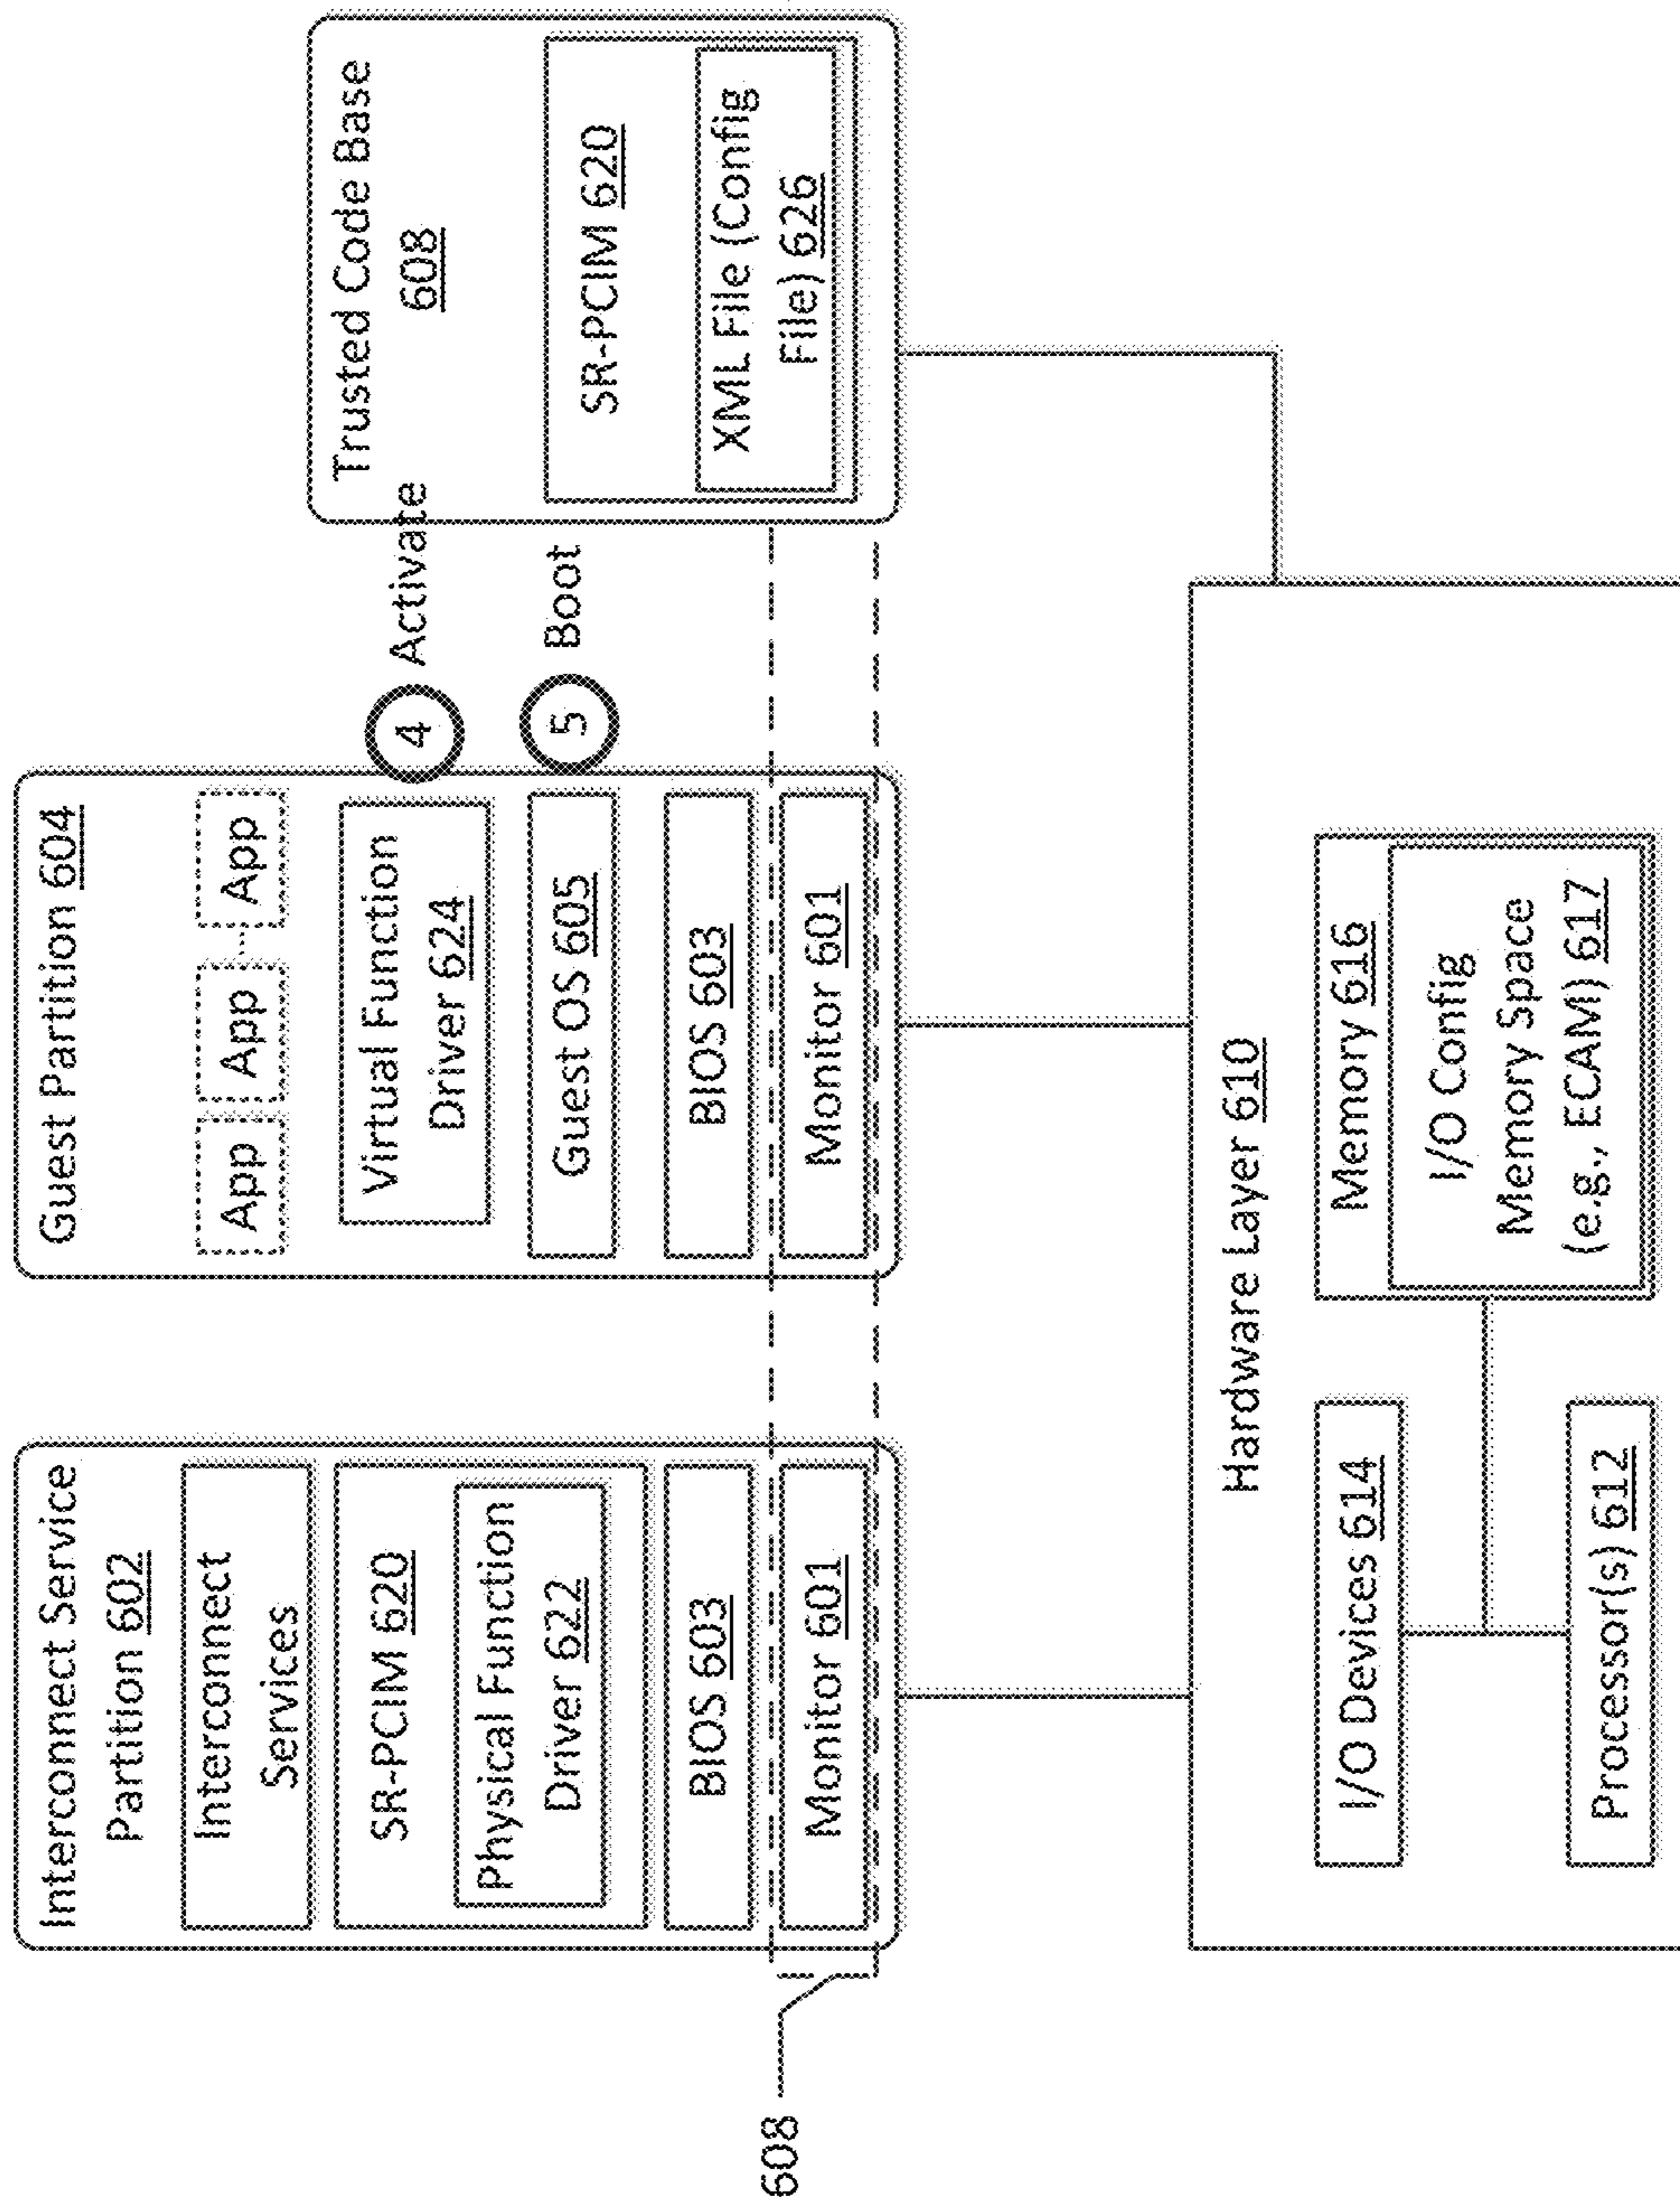 Interconnect Service
Partition 602
Interconnect
Services
SR-PCIM 620
Physical Function
Driver 622
BIOS 603
Monitor 601
608
Guest Partition 604
App
App
App
Virtual Function
Driver 624
Guest OS 605
BIOS 603
Monitor 601
4 Activate
5 Boot
Trusted Code Base
608
SR-PCIM 620
XML File (Config
File) 626
Hardware Layer 610
I/O Devices 614
Processor(s) 612
Memory 616
I/O Config
Memory Space
(e.g., ECAM) 617